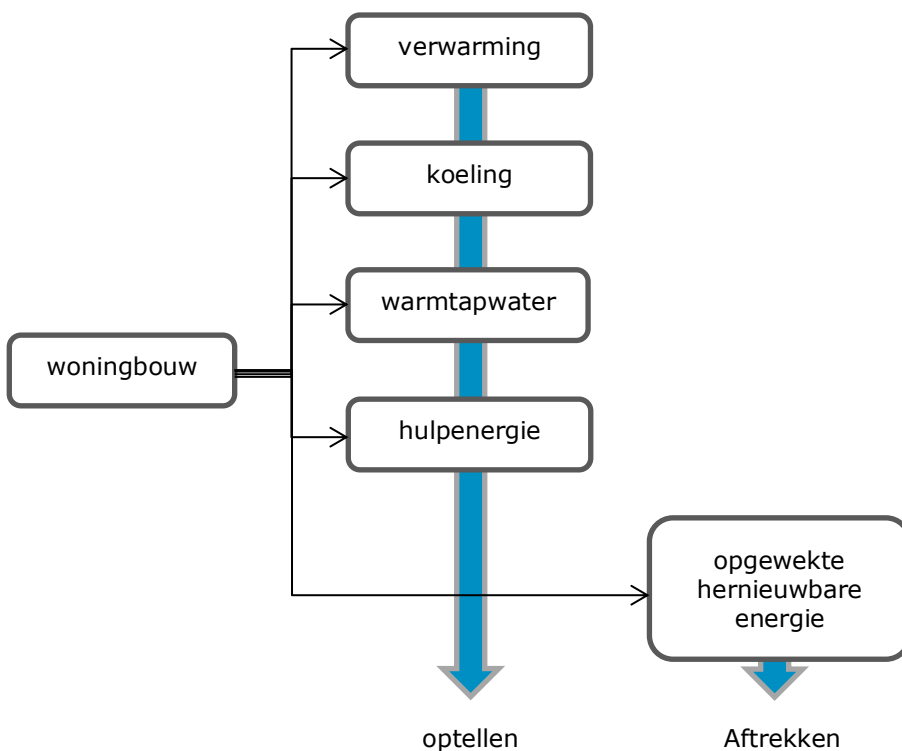 verwarming
koeling
warmtapwater
woningbouw
hulpenergie
opgewekte
hernieuwbare
energie
optellen
Aftrekken